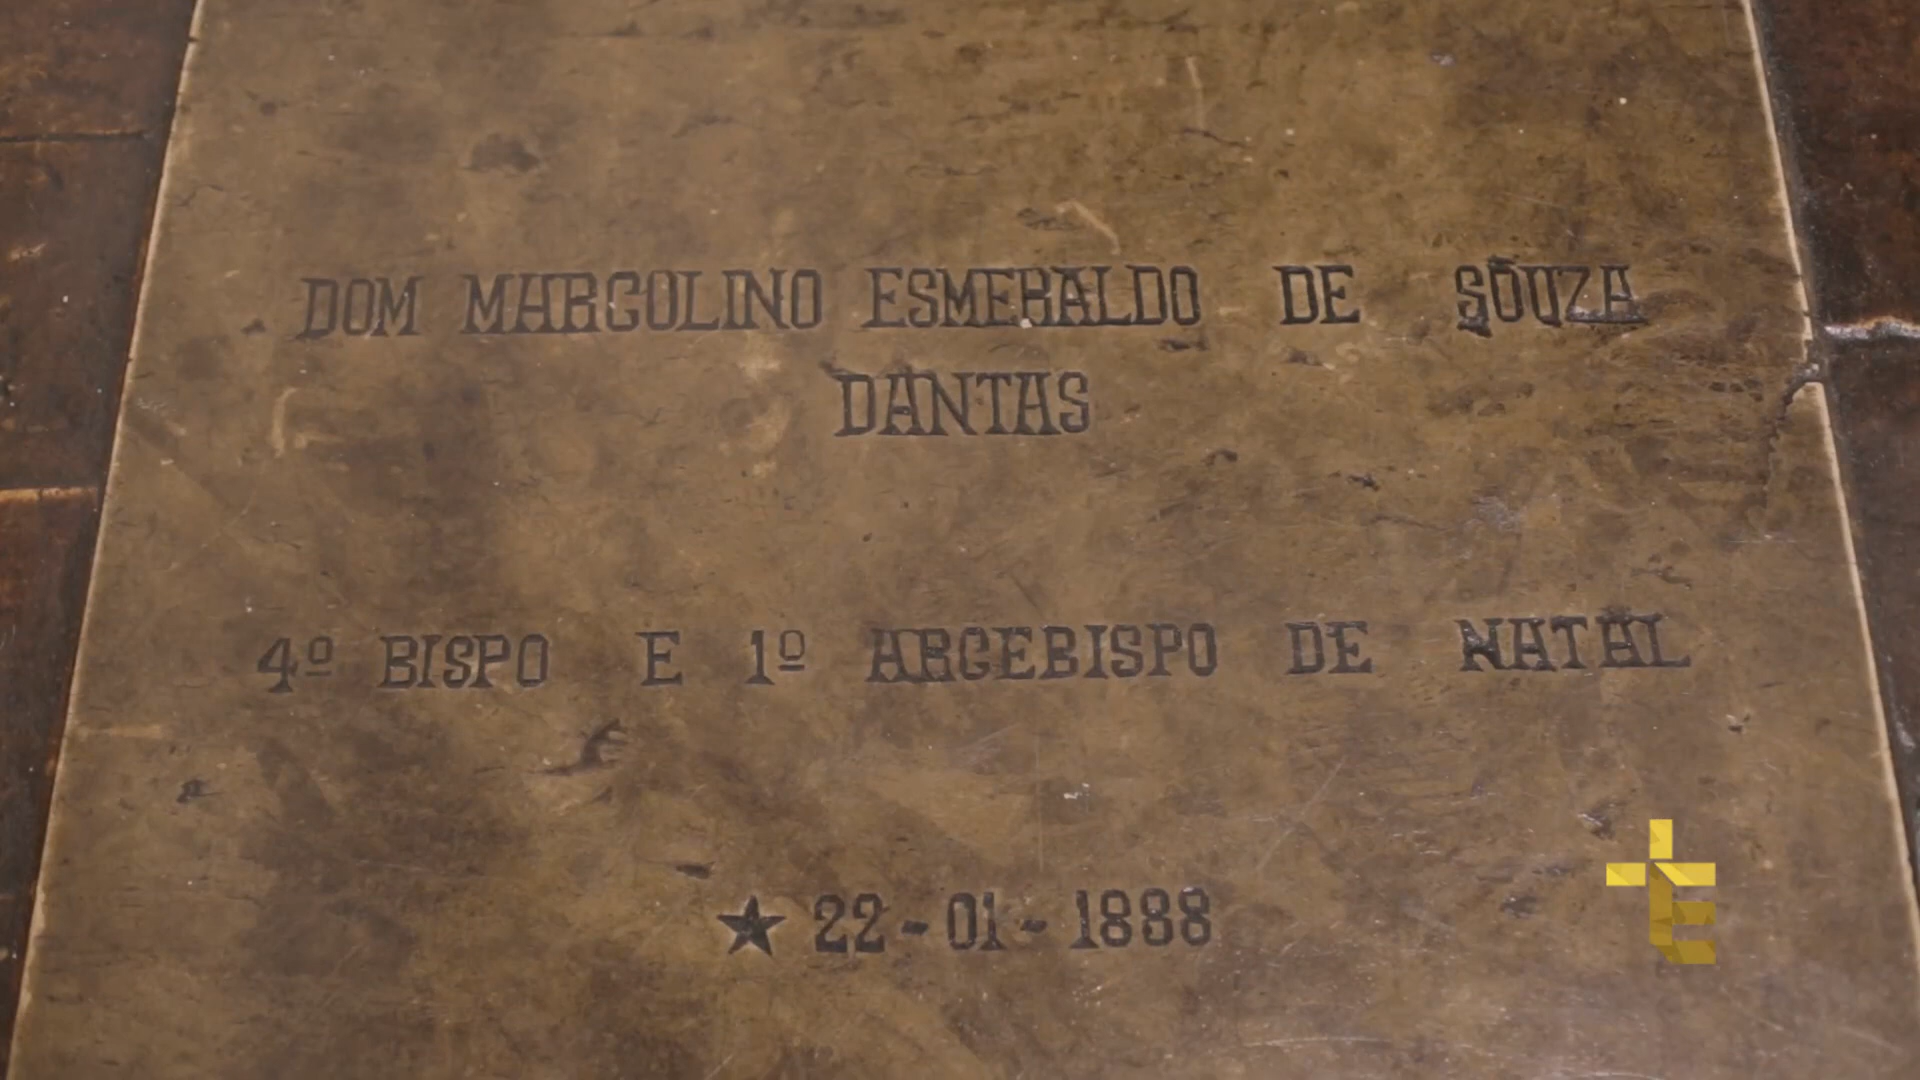 DOM MARCOLINO ESMERALDO DE SOUZA
DANTAS
4º BISPO E 1º ARCEBISPO DE NATAL
★ 22-01-1888